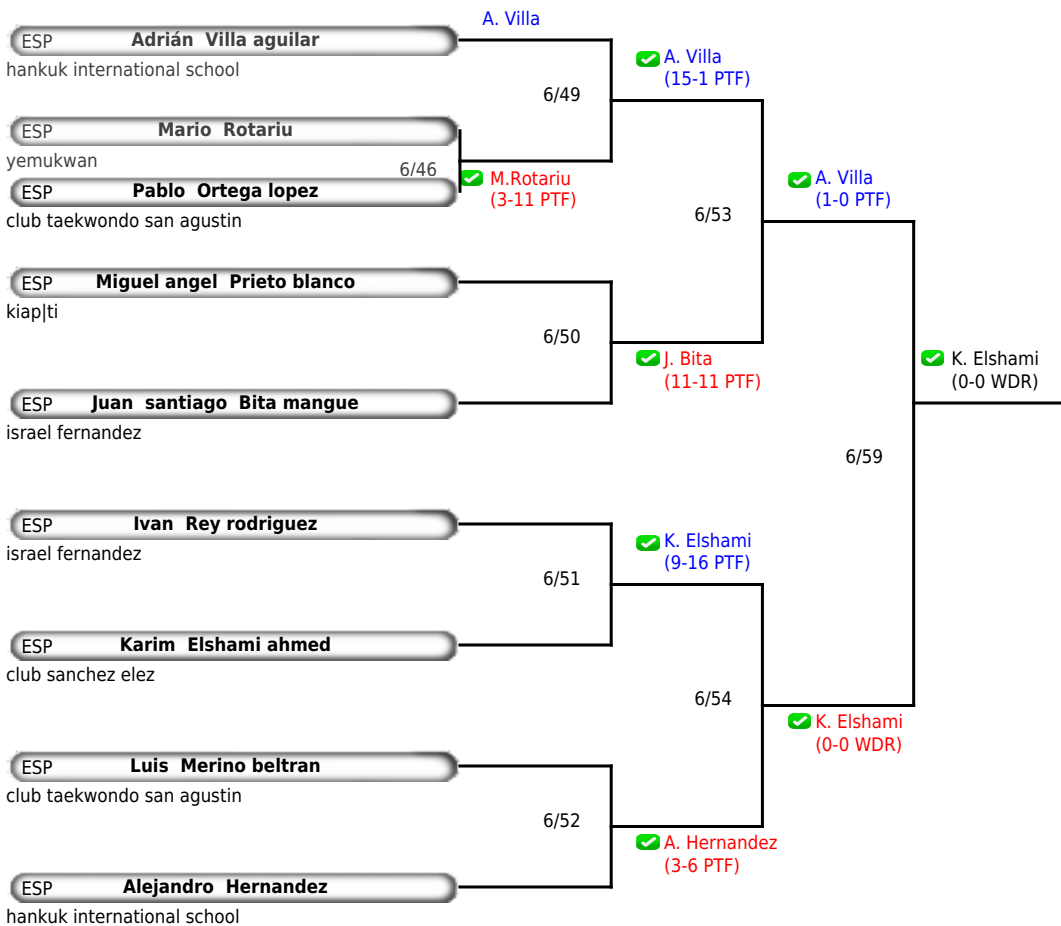 A. Villa
ESP Adrián Villa aguilar
hankuk international school
A. Villa
(15-1 PTF)
6/49
ESP Mario Rotariu
yemukwan
6/46
M.Rotariu
(3-11 PTF)
ESP Pablo Ortega lopez
club taekwondo san agustin
A. Villa
(1-0 PTF)
6/53
ESP Miguel angel Prieto blanco
kiap|ti
6/50
J. Bita
(11-11 PTF)
ESP Juan santiago Bita mangue
israel fernandez
K. Elshami
(0-0 WDR)
6/59
ESP Ivan Rey rodriguez
israel fernandez
K. Elshami
(9-16 PTF)
6/51
ESP Karim Elshami ahmed
club sanchez elez
6/54
K. Elshami
(0-0 WDR)
ESP Luis Merino beltran
club taekwondo san agustin
6/52
A. Hernandez
(3-6 PTF)
ESP Alejandro Hernandez
hankuk international school